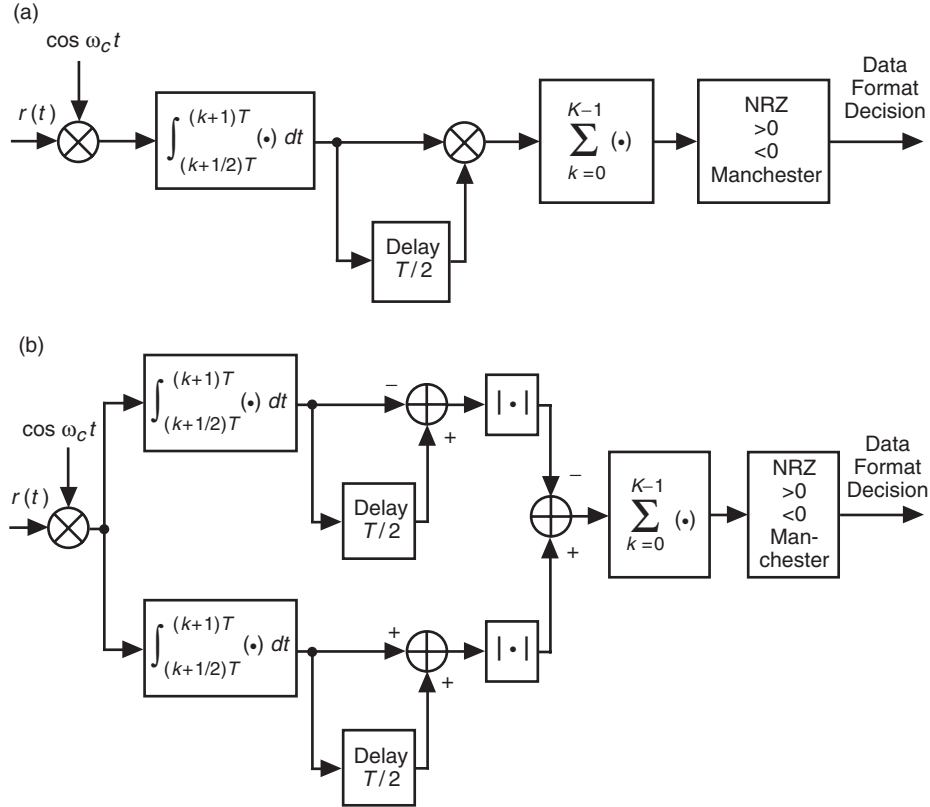 (a)
cos ω_c t
r(t)
∫_{(k+1/2)T}^{(k+1)T} (•) dt
Delay
T/2
K−1
∑ (•)
k=0
NRZ
>0
<0
Manchester
Data
Format
Decision
(b)
cos ω_c t
r(t)
∫_{(k+1/2)T}^{(k+1)T} (•) dt
−
+
Delay
T/2
|•|
∫_{(k+1/2)T}^{(k+1)T} (•) dt
+
+
Delay
T/2
|•|
−
+
K−1
∑ (•)
k=0
NRZ
>0
<0
Man-
chester
Data
Format
Decision